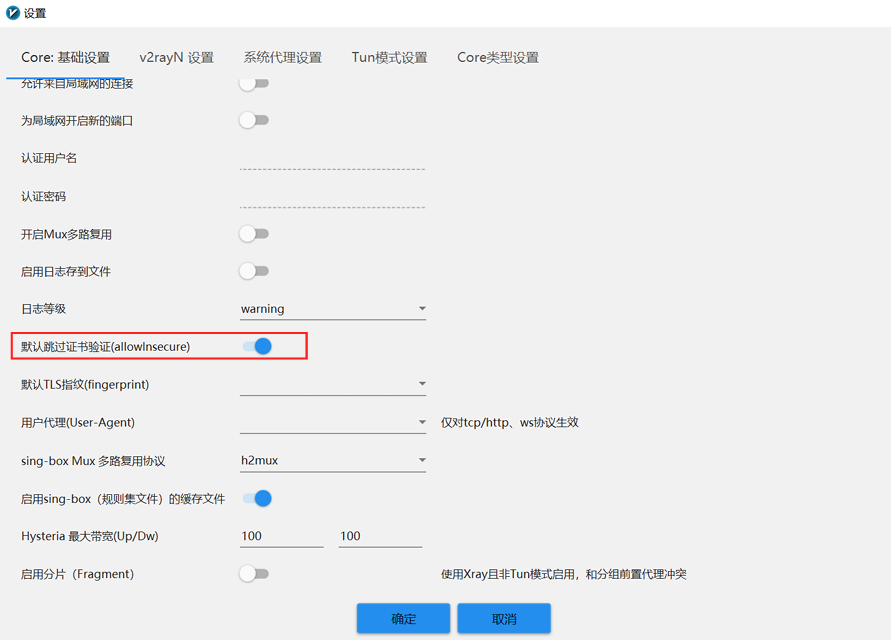 设置
Core: 基础设置 v2rayN 设置 系统代理设置 Tun模式设置 Core类型设置
允许来自局域网的连接
为局域网开启新的端口
认证用户名
认证密码
开启Mux多路复用
启用日志存到文件
日志等级 warning
默认跳过证书验证(allowInsecure)
默认TLS指纹(fingerprint)
用户代理(User-Agent) 仅对tcp/http、ws协议生效
sing-box Mux 多路复用协议 h2mux
启用sing-box（规则集文件）的缓存文件
Hysteria 最大带宽(Up/Dw) 100 100
启用分片（Fragment） 使用Xray且非Tun模式启用，和分组前置代理冲突
确定 取消